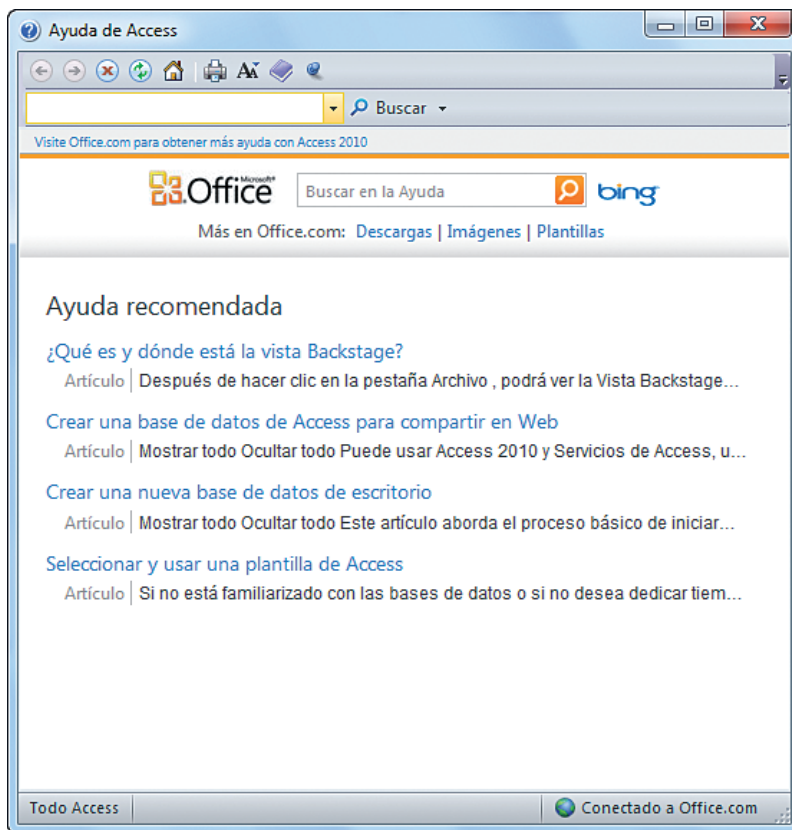 Ayuda de Access
Buscar
Visite Office.com para obtener más ayuda con Access 2010
Microsoft® Office Buscar en la Ayuda bing
Más en Office.com: Descargas | Imágenes | Plantillas
Ayuda recomendada
¿Qué es y dónde está la vista Backstage?
Artículo | Después de hacer clic en la pestaña Archivo , podrá ver la Vista Backstage...
Crear una base de datos de Access para compartir en Web
Artículo | Mostrar todo Ocultar todo Puede usar Access 2010 y Servicios de Access, u...
Crear una nueva base de datos de escritorio
Artículo | Mostrar todo Ocultar todo Este artículo aborda el proceso básico de iniciar...
Seleccionar y usar una plantilla de Access
Artículo | Si no está familiarizado con las bases de datos o si no desea dedicar tiem...
Todo Access Conectado a Office.com